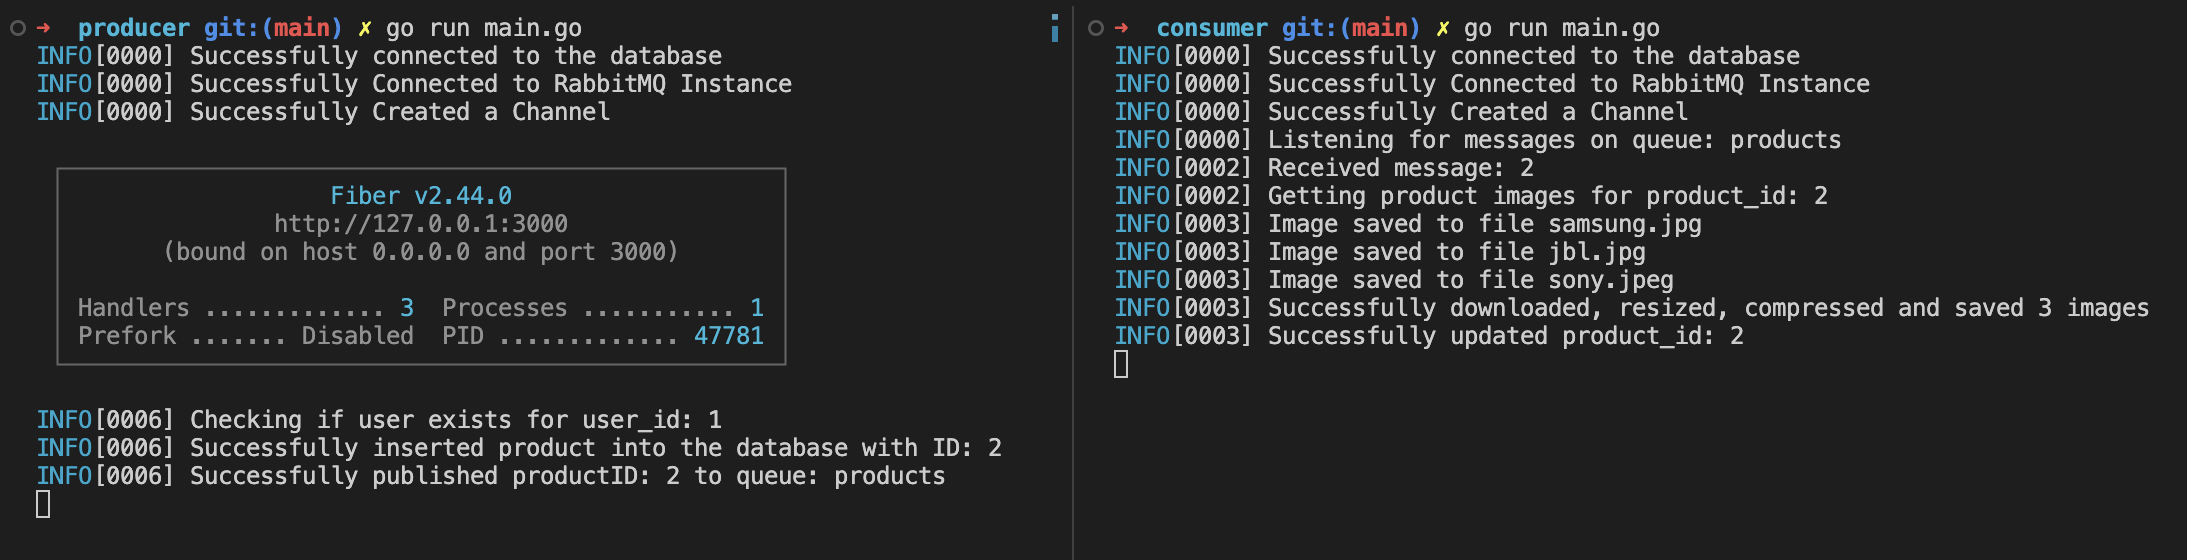 ➜ producer git:(main) ✗ go run main.go
INFO[0000] Successfully connected to the database
INFO[0000] Successfully Connected to RabbitMQ Instance
INFO[0000] Successfully Created a Channel
Fiber v2.44.0
http://127.0.0.1:3000
(bound on host 0.0.0.0 and port 3000)
Handlers ............. 3 Processes ........... 1
Prefork ....... Disabled PID ............. 47781
INFO[0006] Checking if user exists for user_id: 1
INFO[0006] Successfully inserted product into the database with ID: 2
INFO[0006] Successfully published productID: 2 to queue: products
➜ consumer git:(main) ✗ go run main.go
INFO[0000] Successfully connected to the database
INFO[0000] Successfully Connected to RabbitMQ Instance
INFO[0000] Successfully Created a Channel
INFO[0000] Listening for messages on queue: products
INFO[0002] Received message: 2
INFO[0002] Getting product images for product_id: 2
INFO[0003] Image saved to file samsung.jpg
INFO[0003] Image saved to file jbl.jpg
INFO[0003] Image saved to file sony.jpeg
INFO[0003] Successfully downloaded, resized, compressed and saved 3 images
INFO[0003] Successfully updated product_id: 2